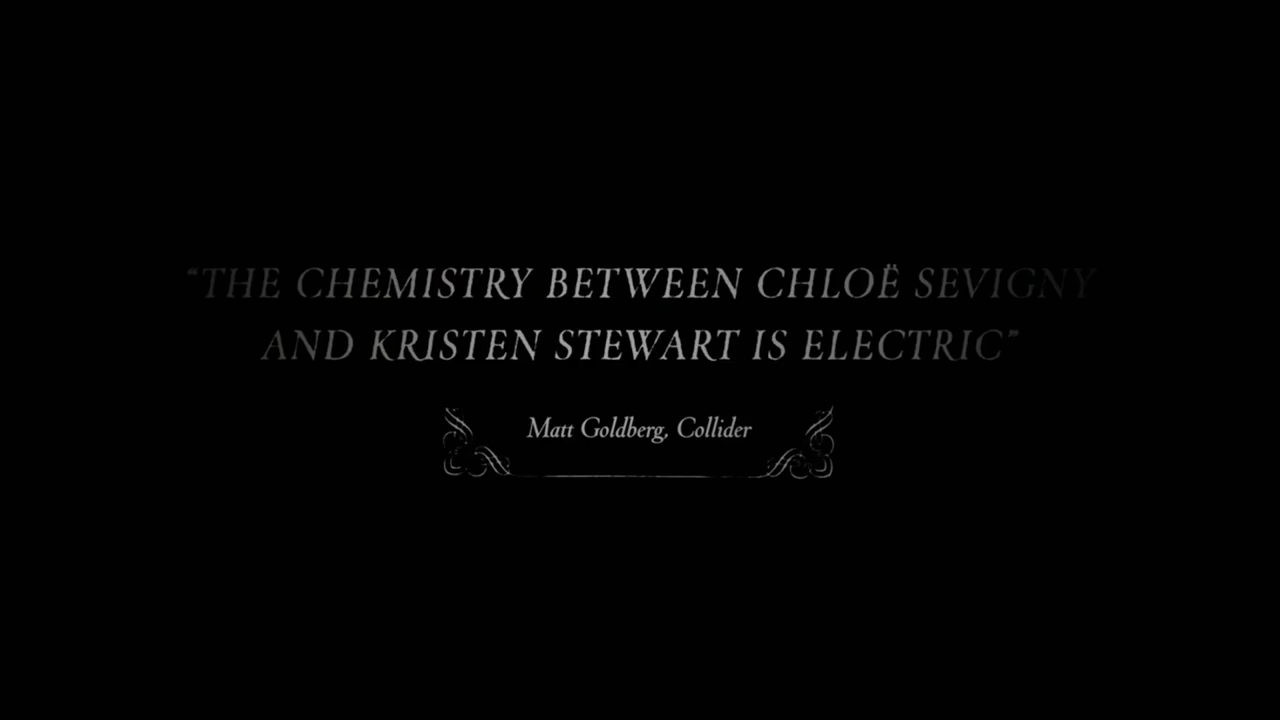 “THE CHEMISTRY BETWEEN CHLOË SEVIGNY
AND KRISTEN STEWART IS ELECTRIC”
Matt Goldberg, Collider